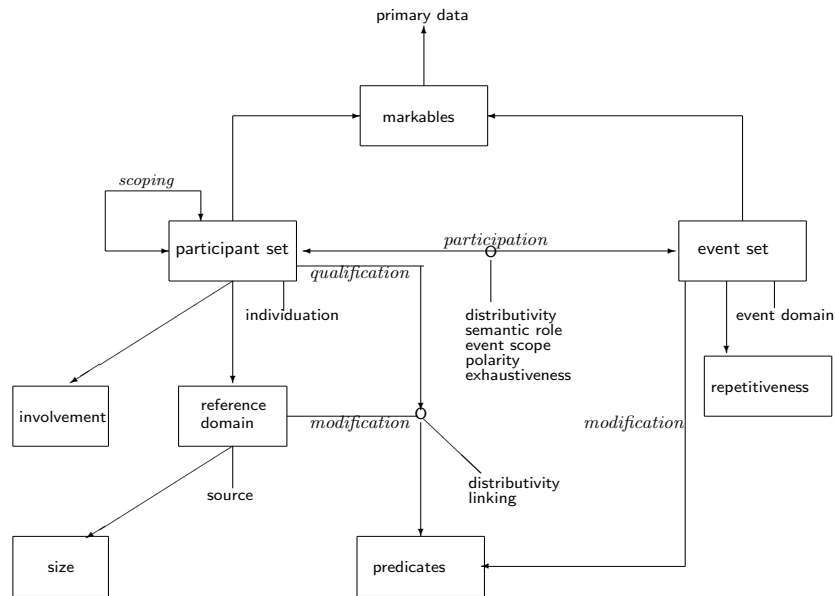 primary data
markables
scoping
participant set
participation
event set
qualification
individuation
distributivity
semantic role
event scope
polarity
exhaustiveness
event domain
involvement
reference
domain
modification
modification
repetitiveness
source
distributivity
linking
size
predicates